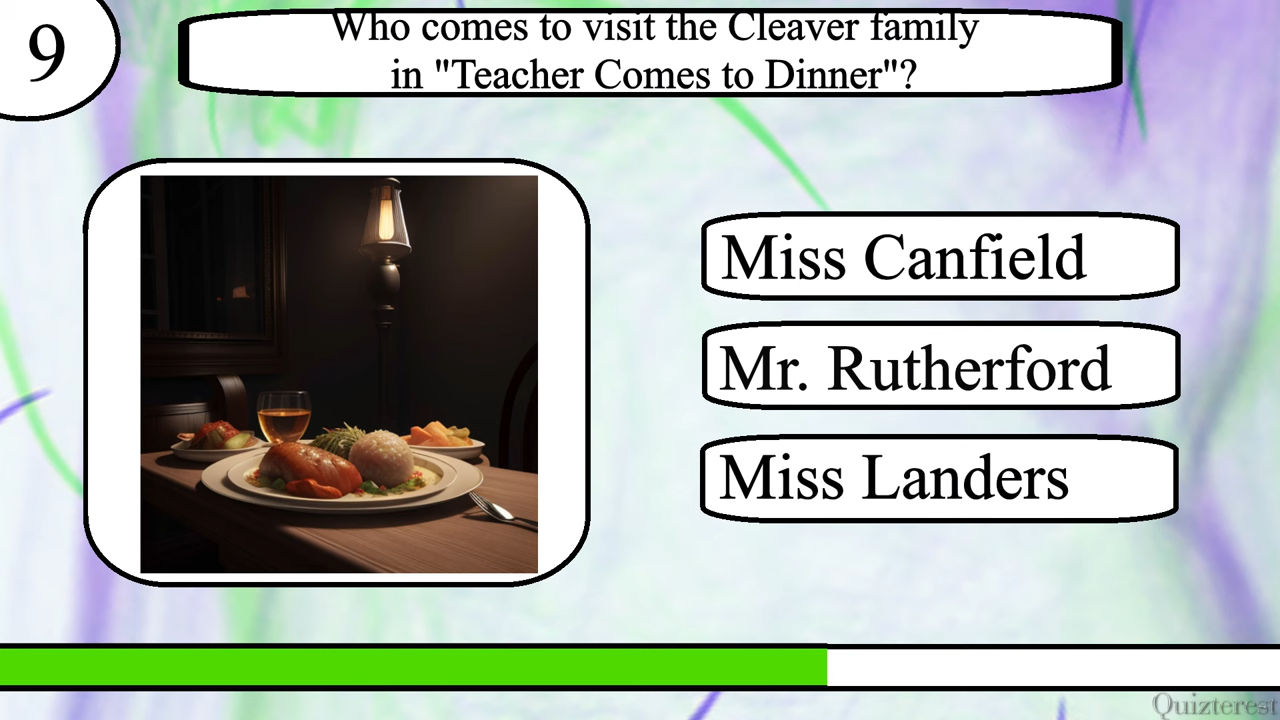 9
Who comes to visit the Cleaver family
in "Teacher Comes to Dinner"?
Miss Canfield
Mr. Rutherford
Miss Landers
Quizterest